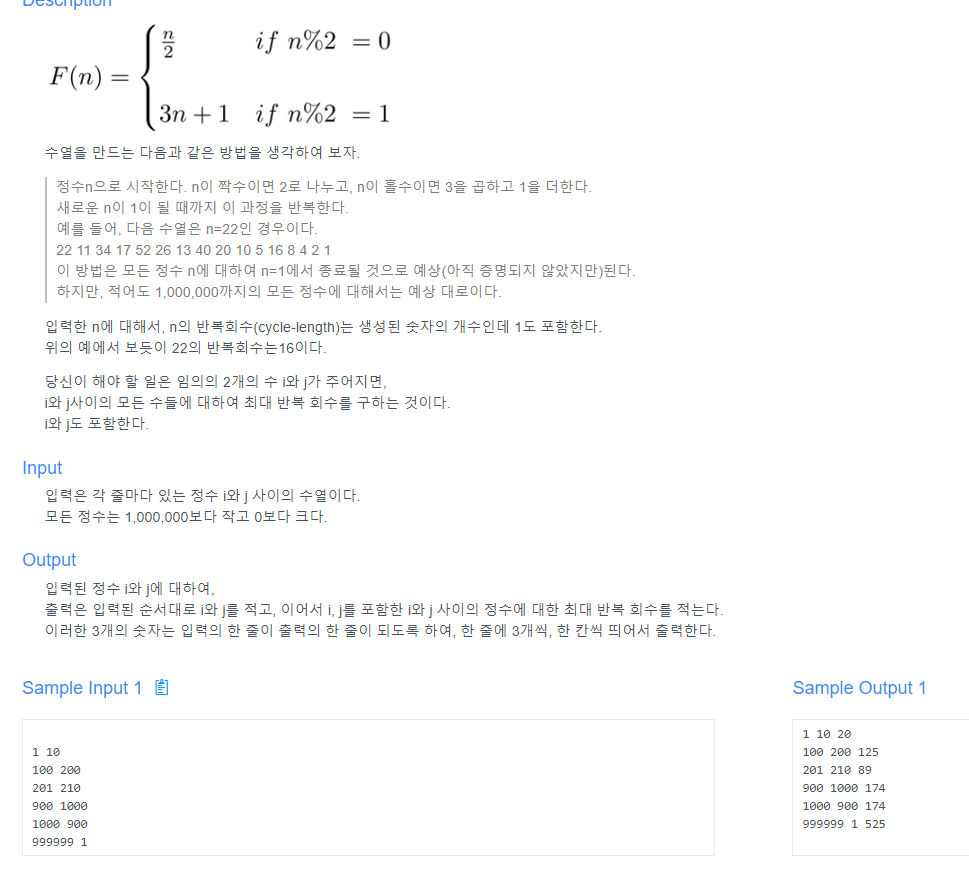 Description
F(n) = { n/2 if n%2 = 0
3n + 1 if n%2 = 1
수열을 만드는 다음과 같은 방법을 생각하여 보자.
정수n으로 시작한다. n이 짝수이면 2로 나누고, n이 홀수이면 3을 곱하고 1을 더한다.
새로운 n이 1이 될 때까지 이 과정을 반복한다.
예를 들어, 다음 수열은 n=22인 경우이다.
22 11 34 17 52 26 13 40 20 10 5 16 8 4 2 1
이 방법은 모든 정수 n에 대하여 n=1에서 종료될 것으로 예상(아직 증명되지 않았지만)된다.
하지만, 적어도 1,000,000까지의 모든 정수에 대해서는 예상 대로이다.
입력한 n에 대해서, n의 반복회수(cycle-length)는 생성된 숫자의 개수인데 1도 포함한다.
위의 예에서 보듯이 22의 반복회수는16이다.
당신이 해야 할 일은 임의의 2개의 수 i와 j가 주어지면,
i와 j사이의 모든 수들에 대하여 최대 반복 회수를 구하는 것이다.
i와 j도 포함한다.
Input
입력은 각 줄마다 있는 정수 i와 j 사이의 수열이다.
모든 정수는 1,000,000보다 작고 0보다 크다.
Output
입력된 정수 i와 j에 대하여,
출력은 입력된 순서대로 i와 j를 적고, 이어서 i, j를 포함한 i와 j 사이의 정수에 대한 최대 반복 회수를 적는다.
이러한 3개의 숫자는 입력의 한 줄이 출력의 한 줄이 되도록 하여, 한 줄에 3개씩, 한 칸씩 띄어서 출력한다.
Sample Input 1
1 10
100 200
201 210
900 1000
1000 900
999999 1
Sample Output 1
1 10 20
100 200 125
201 210 89
900 1000 174
1000 900 174
999999 1 525